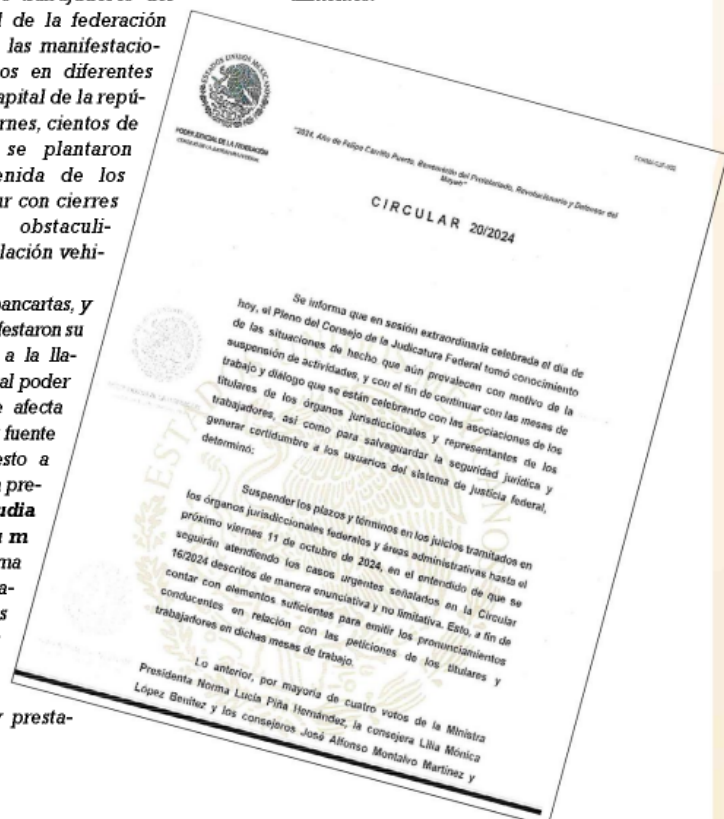 l de la federación
las manifestacio-
os en diferentes
apital de la repú-
rnes, cientos de
se plantaron
enida de los
ur con cierres
obstaculi-
lación vehi-
pancartas, y
festaron su
a la lla-
al poder
e afecta
fuente
esto a
pre-
udia
m
ma
a-
s
y presta-
ESTADOS UNIDOS MEXICANOS
PODER JUDICIAL DE LA FEDERACIÓN
CONSEJO DE LA JUDICATURA FEDERAL
"2024, Año de Felipe Carrillo Puerto, Benemérito del Proletariado, Revolucionario y Defensor del
Mayab"
CIRCULAR 20/2024
Se informa que en sesión extraordinaria celebrada el día de
hoy, el Pleno del Consejo de la Judicatura Federal tomó conocimiento
de las situaciones de hecho que aún prevalecen con motivo de la
suspensión de actividades, y con el fin de continuar con las mesas de
trabajo y diálogo que se están celebrando con las asociaciones de los
titulares de los órganos jurisdiccionales y representantes de los
trabajadores, así como para salvaguardar la seguridad jurídica y
generar certidumbre a los usuarios del sistema de justicia federal,
determinó:
Suspender los plazos y términos en los juicios tramitados en
los órganos jurisdiccionales federales y áreas administrativas hasta el
próximo viernes 11 de octubre de 2024, en el entendido de que se
seguirán atendiendo los casos urgentes señalados en la Circular
16/2024 descritos de manera enunciativa y no limitativa. Esto, a fin de
contar con elementos suficientes para emitir los pronunciamientos
conducentes en relación con las peticiones de los titulares y
trabajadores en dichas mesas de trabajo.
Lo anterior, por mayoría de cuatro votos de la Ministra
Presidenta Norma Lucía Piña Hernández, la consejera Lilia Mónica
López Benítez y los consejeros José Alfonso Montalvo Martínez y